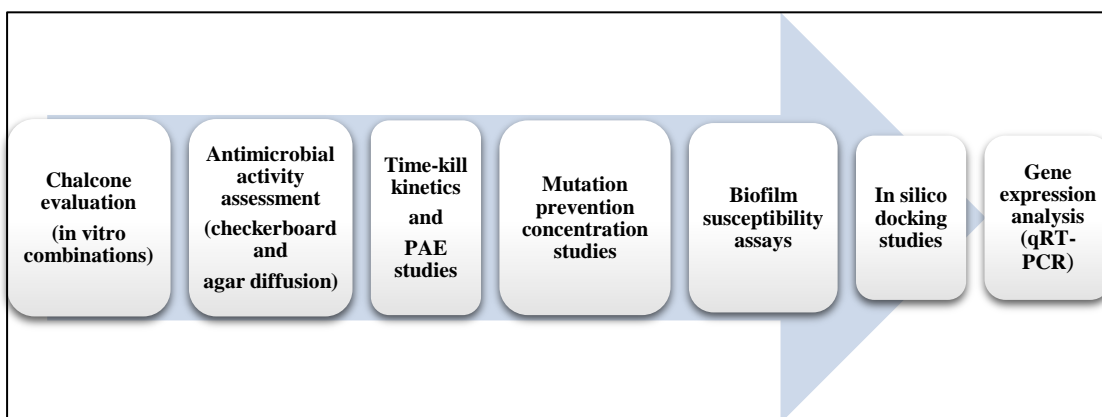 Chalcone
evaluation
(in vitro
combinations)
Antimicrobial
activity
assessment
(checkerboard
and
agar diffusion)
Time-kill
kinetics
and
PAE
studies
Mutation
prevention
concentration
studies
Biofilm
susceptibility
assays
In silico
docking
studies
Gene
expression
analysis
(qRT-
PCR)